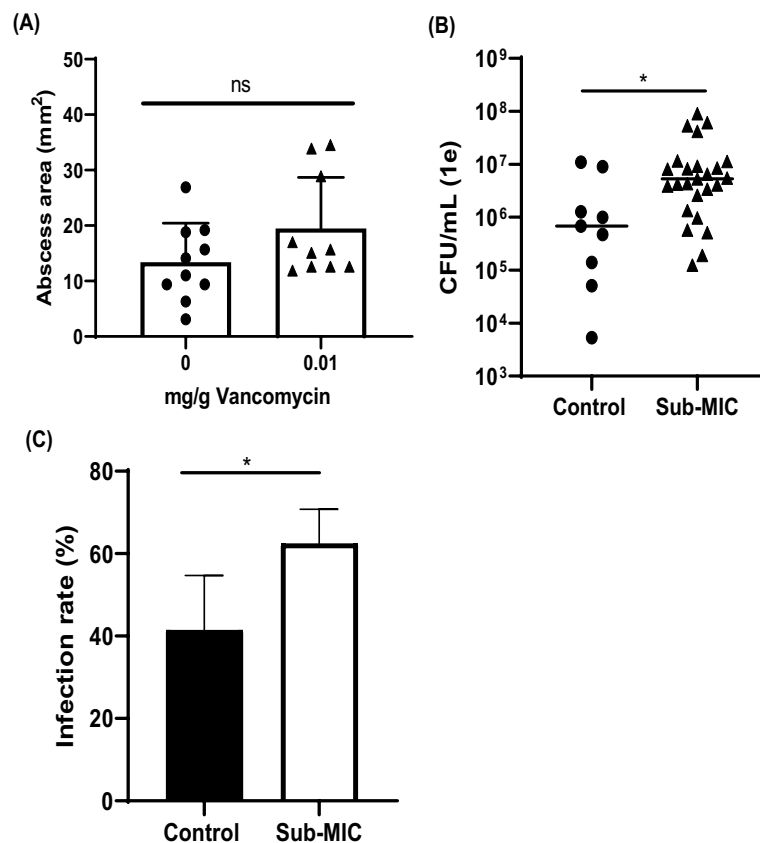 (A)
Abscess area (mm²)
50
40
30
20
10
0
ns
0
0.01
mg/g Vancomycin
(B)
CFU/mL (1e)
10⁹
10⁸
10⁷
10⁶
10⁵
10⁴
10³
*
Control
Sub-MIC
(C)
Infection rate (%)
80
60
40
20
0
*
Control
Sub-MIC